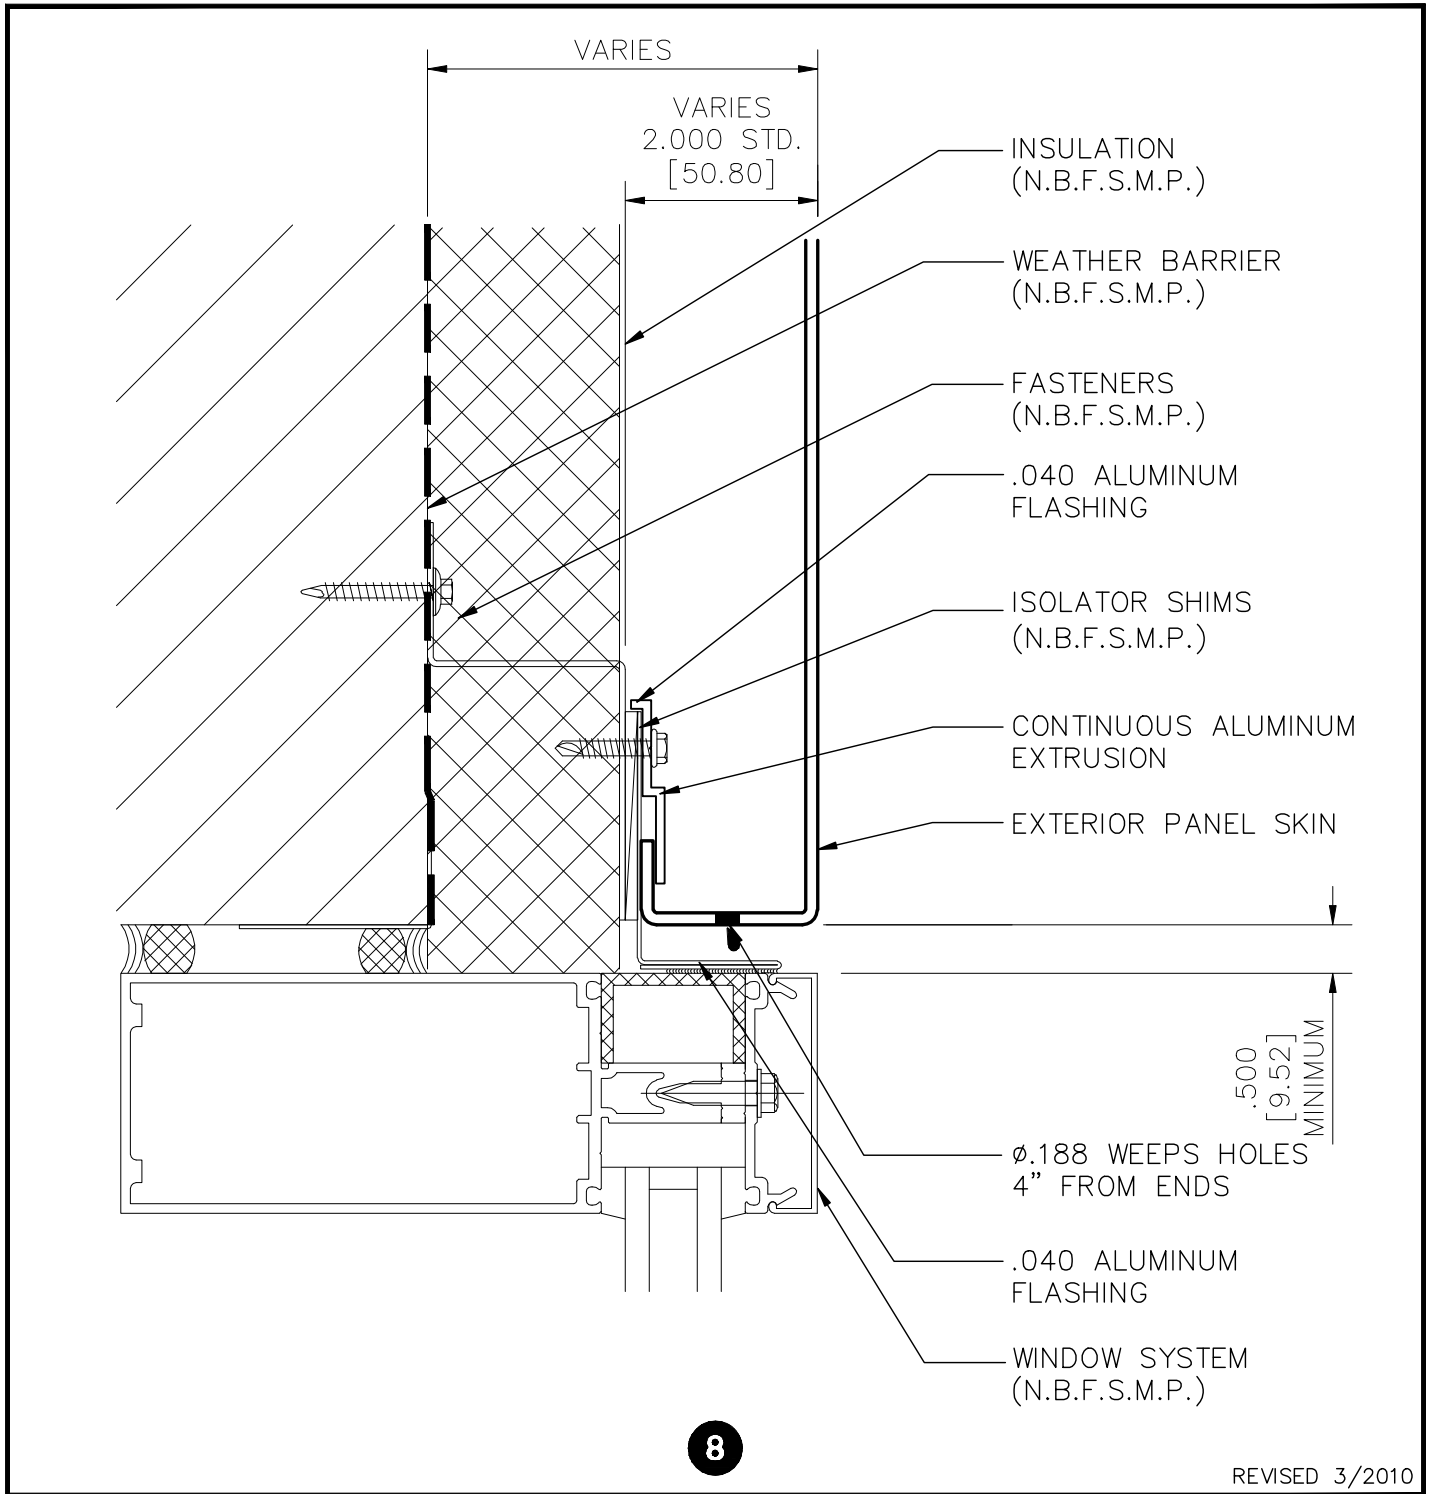 VARIES
VARIES
2.000 STD.
[50.80]
INSULATION
(N.B.F.S.M.P.)
WEATHER BARRIER
(N.B.F.S.M.P.)
FASTENERS
(N.B.F.S.M.P.)
.040 ALUMINUM
FLASHING
ISOLATOR SHIMS
(N.B.F.S.M.P.)
CONTINUOUS ALUMINUM
EXTRUSION
EXTERIOR PANEL SKIN
.500
[9.52]
MINIMUM
Ø.188 WEEPS HOLES
4” FROM ENDS
.040 ALUMINUM
FLASHING
WINDOW SYSTEM
(N.B.F.S.M.P.)
8
REVISED 3/2010